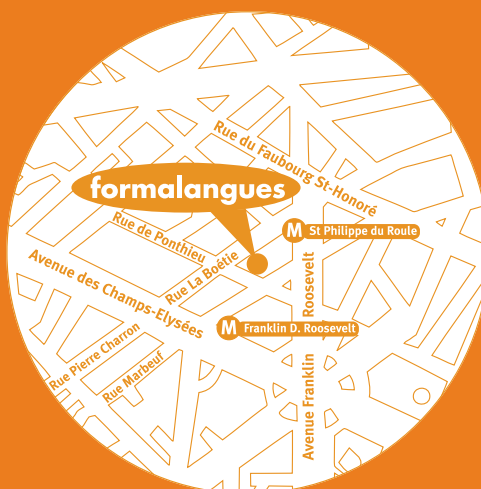 Rue du Faubourg St-Honoré
formalangues
Rue de Ponthieu
M St Philippe du Roule
Rue La Boétie
Avenue des Champs-Elysées
M Franklin D. Roosevelt
Rue Pierre Charron
Rue Marbeuf
Avenue Franklin Roosevelt